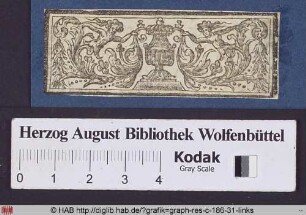 Herzog August Bibliothek Wolfenbüttel
Kodak
Gray Scale
0 1 2 3 4
© HAB http://diglib.hab.de/?grafik=graph-res-c-186-31-links